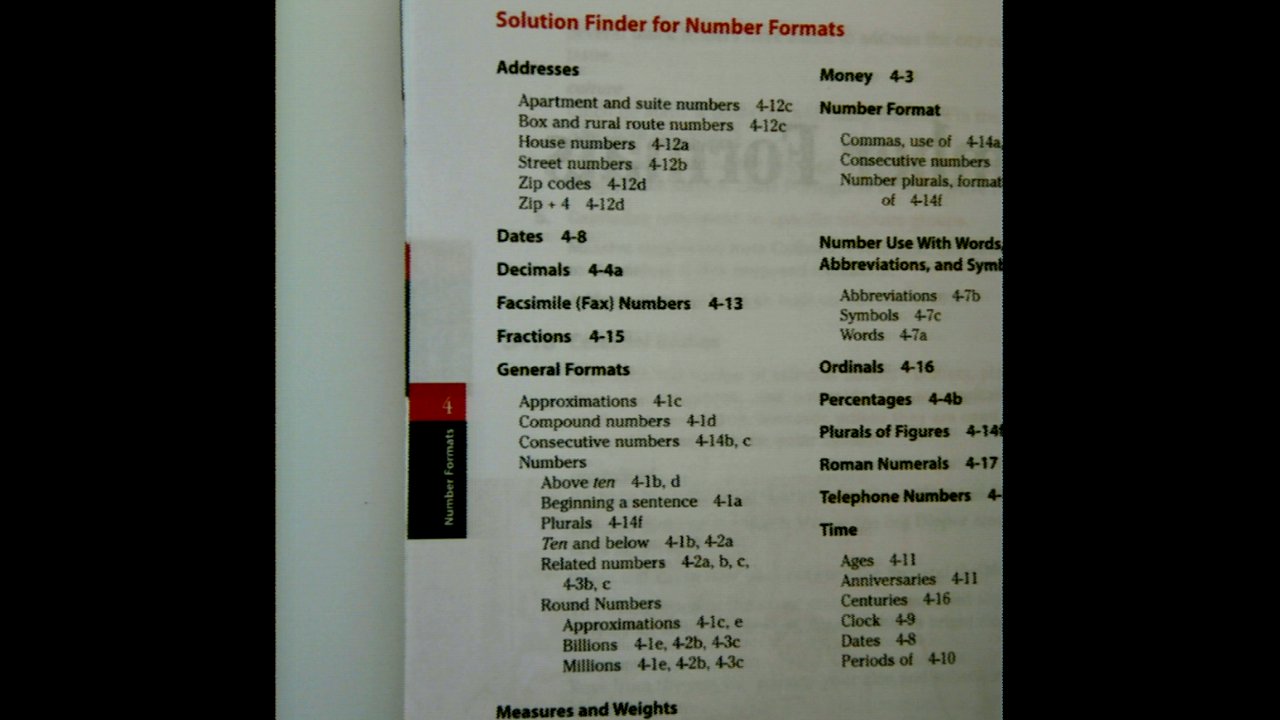 Solution Finder for Number Formats
Addresses
Apartment and suite numbers 4-12c
Box and rural route numbers 4-12c
House numbers 4-12a
Street numbers 4-12b
Zip codes 4-12d
Zip + 4 4-12d
Dates 4-8
Decimals 4-4a
Facsimile (Fax) Numbers 4-13
Fractions 4-15
General Formats
Approximations 4-1c
Compound numbers 4-1d
Consecutive numbers 4-14b, c
Numbers
Above ten 4-1b, d
Beginning a sentence 4-1a
Plurals 4-14f
Ten and below 4-1b, 4-2a
Related numbers 4-2a, b, c,
4-3b, c
Round Numbers
Approximations 4-1c, e
Billions 4-1e, 4-2b, 4-3c
Millions 4-1e, 4-2b, 4-3c
Measures and Weights
Money 4-3
Number Format
Commas, use of 4-14a
Consecutive numbers
Number plurals, format
of 4-14f
Number Use With Words,
Abbreviations, and Symb
Abbreviations 4-7b
Symbols 4-7c
Words 4-7a
Ordinals 4-16
Percentages 4-4b
Plurals of Figures 4-14f
Roman Numerals 4-17
Telephone Numbers 4-
Time
Ages 4-11
Anniversaries 4-11
Centuries 4-16
Clock 4-9
Dates 4-8
Periods of 4-10
4
Number Formats